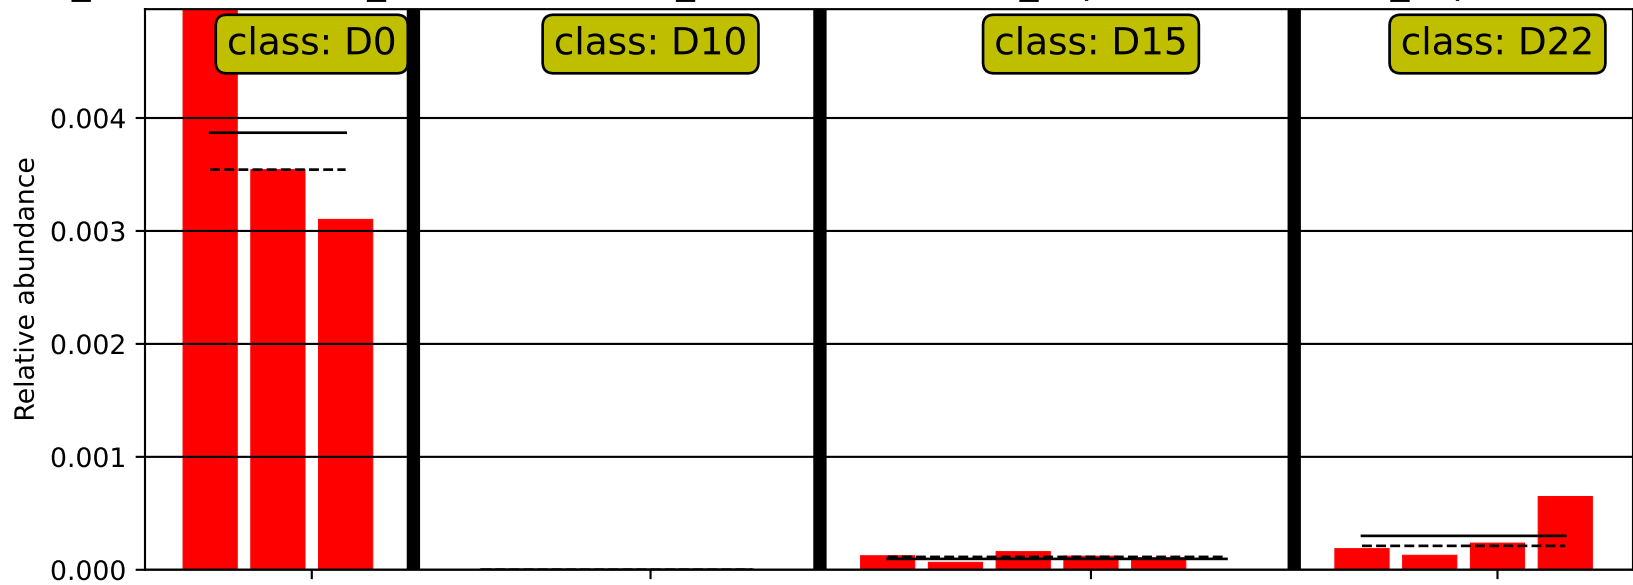 class: D0
class: D10
class: D15
class: D22
Relative abundance
0.004
0.003
0.002
0.001
0.000